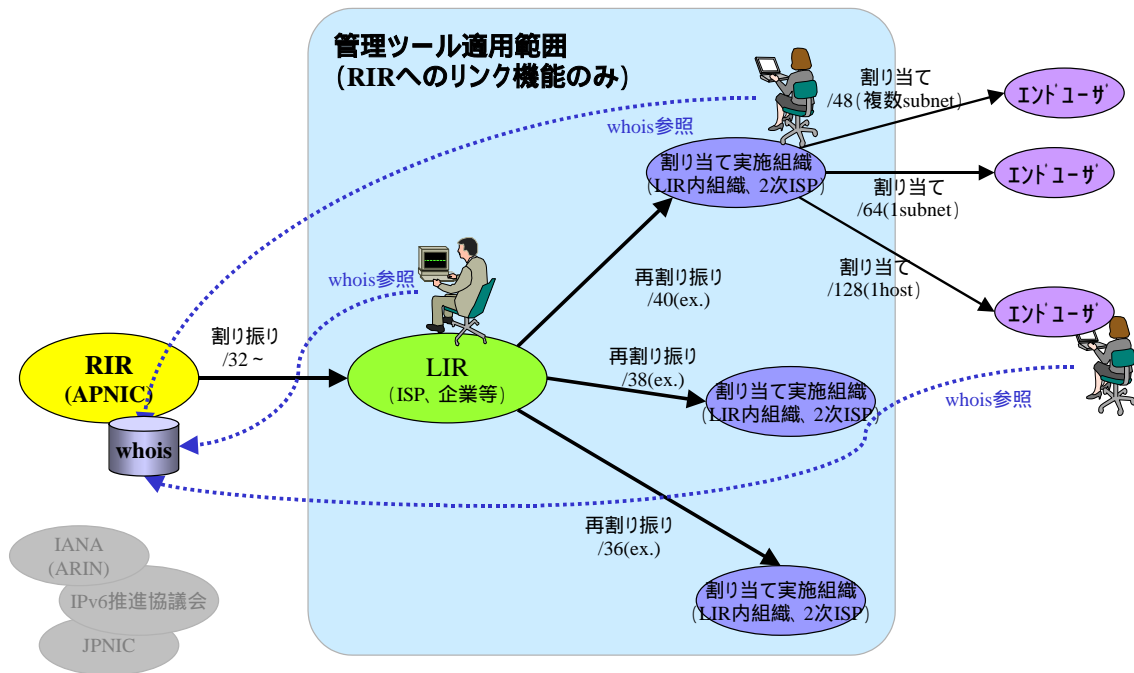 管理ツール適用範囲
(RIRへのリンク機能のみ)
whois参照
割り当て
/48(複数subnet)
エンドユーザ
割り当て実施組織
(LIR内組織、2次ISP)
割り当て
/64(1subnet)
エンドユーザ
割り当て
/128(1host)
エンドユーザ
whois参照
whois参照
再割り振り
/40(ex.)
RIR
(APNIC)
whois
割り振り
/32~
LIR
(ISP、企業等)
再割り振り
/38(ex.)
割り当て実施組織
(LIR内組織、2次ISP)
再割り振り
/36(ex.)
割り当て実施組織
(LIR内組織、2次ISP)
IANA
(ARIN)
IPv6推進協議会
JPNIC